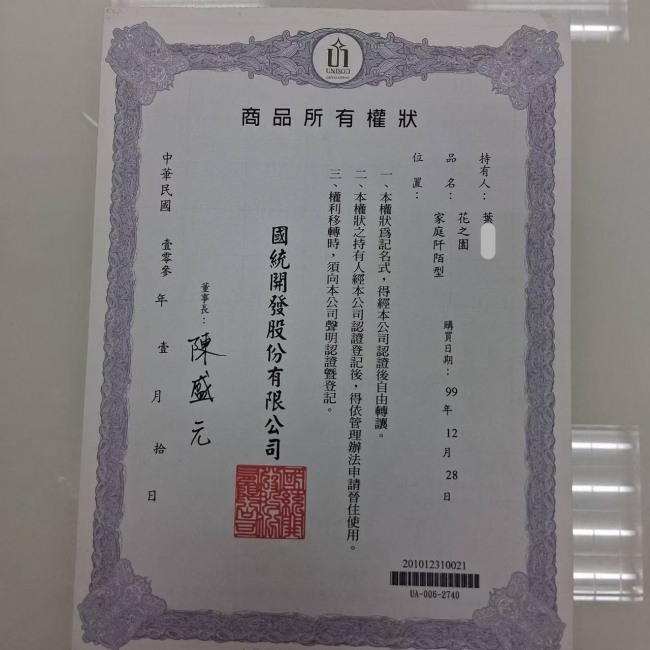 UNISON
商品所有權狀
持有人：葉
品名：花之園 購買日期：99年12月28日
位置：家庭阡陌型
一、本權狀為記名式，得經本公司認證後自由轉讓。
二、本權狀之持有人經本公司認證登記後，得依管理辦法申請晉住使用。
三、權利移轉時，須向本公司聲明認證暨登記。
國統開發股份有限公司
董事長：陳盛元
中華民國壹零參年壹月拾日
201012310021
UA-006-2740